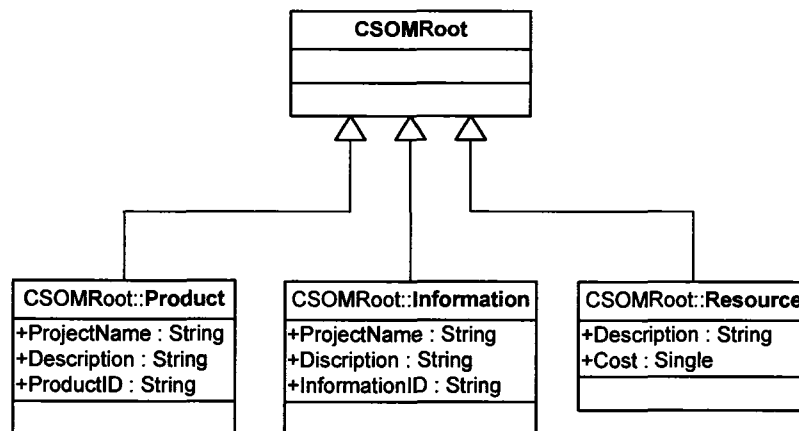 CSOMRoot
CSOMRoot::Product
+ProjectName : String
+Description : String
+ProductID : String
CSOMRoot::Information
+ProjectName : String
+Discription : String
+InformationID : String
CSOMRoot::Resource
+Description : String
+Cost : Single